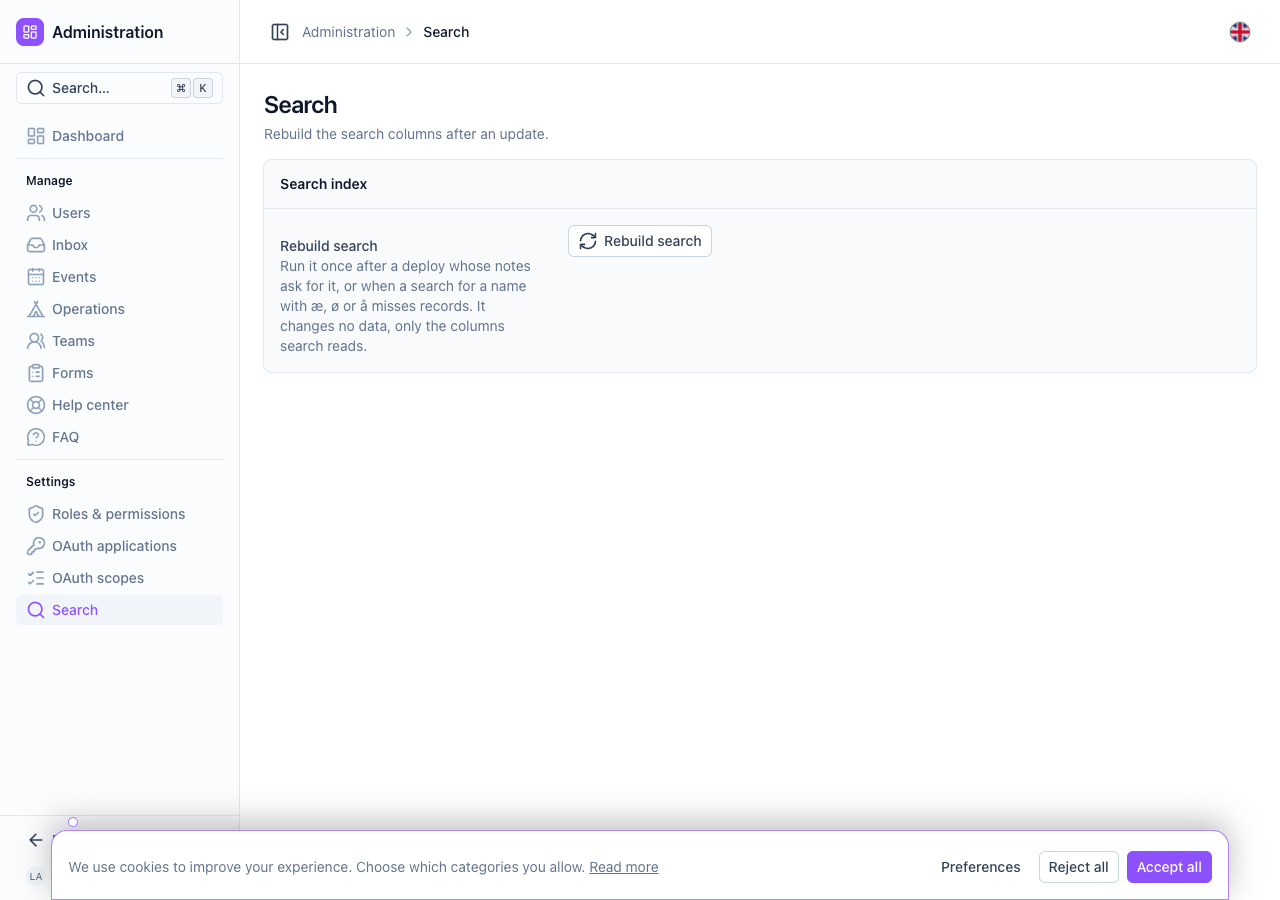 Administration
Search...
⌘ K
Dashboard
Manage
Users
Inbox
Events
Operations
Teams
Forms
Help center
FAQ
Settings
Roles & permissions
OAuth applications
OAuth scopes
Search
LA
Administration > Search
Search
Rebuild the search columns after an update.
Search index
Rebuild search
Run it once after a deploy whose notes
ask for it, or when a search for a name
with æ, ø or å misses records. It
changes no data, only the columns
search reads.
Rebuild search
We use cookies to improve your experience. Choose which categories you allow. Read more
Preferences
Reject all
Accept all